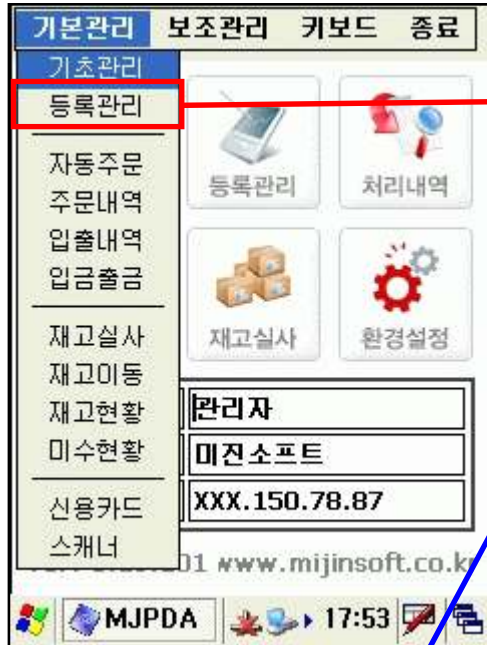 기본관리 보조관리 키보드 종료
기초관리
등록관리
자동주문
주문내역
입출내역
입금출금
재고실사
재고이동
재고현황
미수현황
신용카드
스캐너
등록관리 처리내역
재고실사 환경설정
관리자
미진소프트
XXX.150.78.87
01 www.mijinsoft.co.kr
MJPDA 17:53